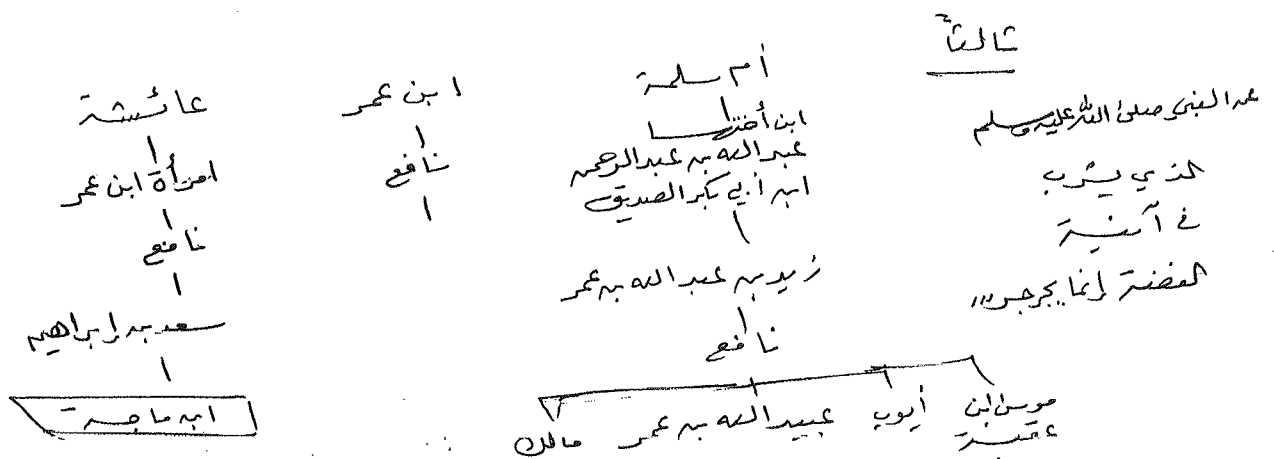 ثالثاً
عن النبي صلى الله عليه وسلم
الذي يشرب
في آنية
الفضة إنما يجرجر ،،،
أم سلمة
ابن أختها
عبد الله بن عبد الرحمن
ابن أبي بكر الصديق
زيد بن عبد الله بن عمر
نافع
موسى ابن عقبة
أيوب
عبيد الله بن عمر
مالك
ابن عمر
نافع
عائشة
امرأة ابن عمر
نافع
سعد بن إبراهيم
ابن ماجة